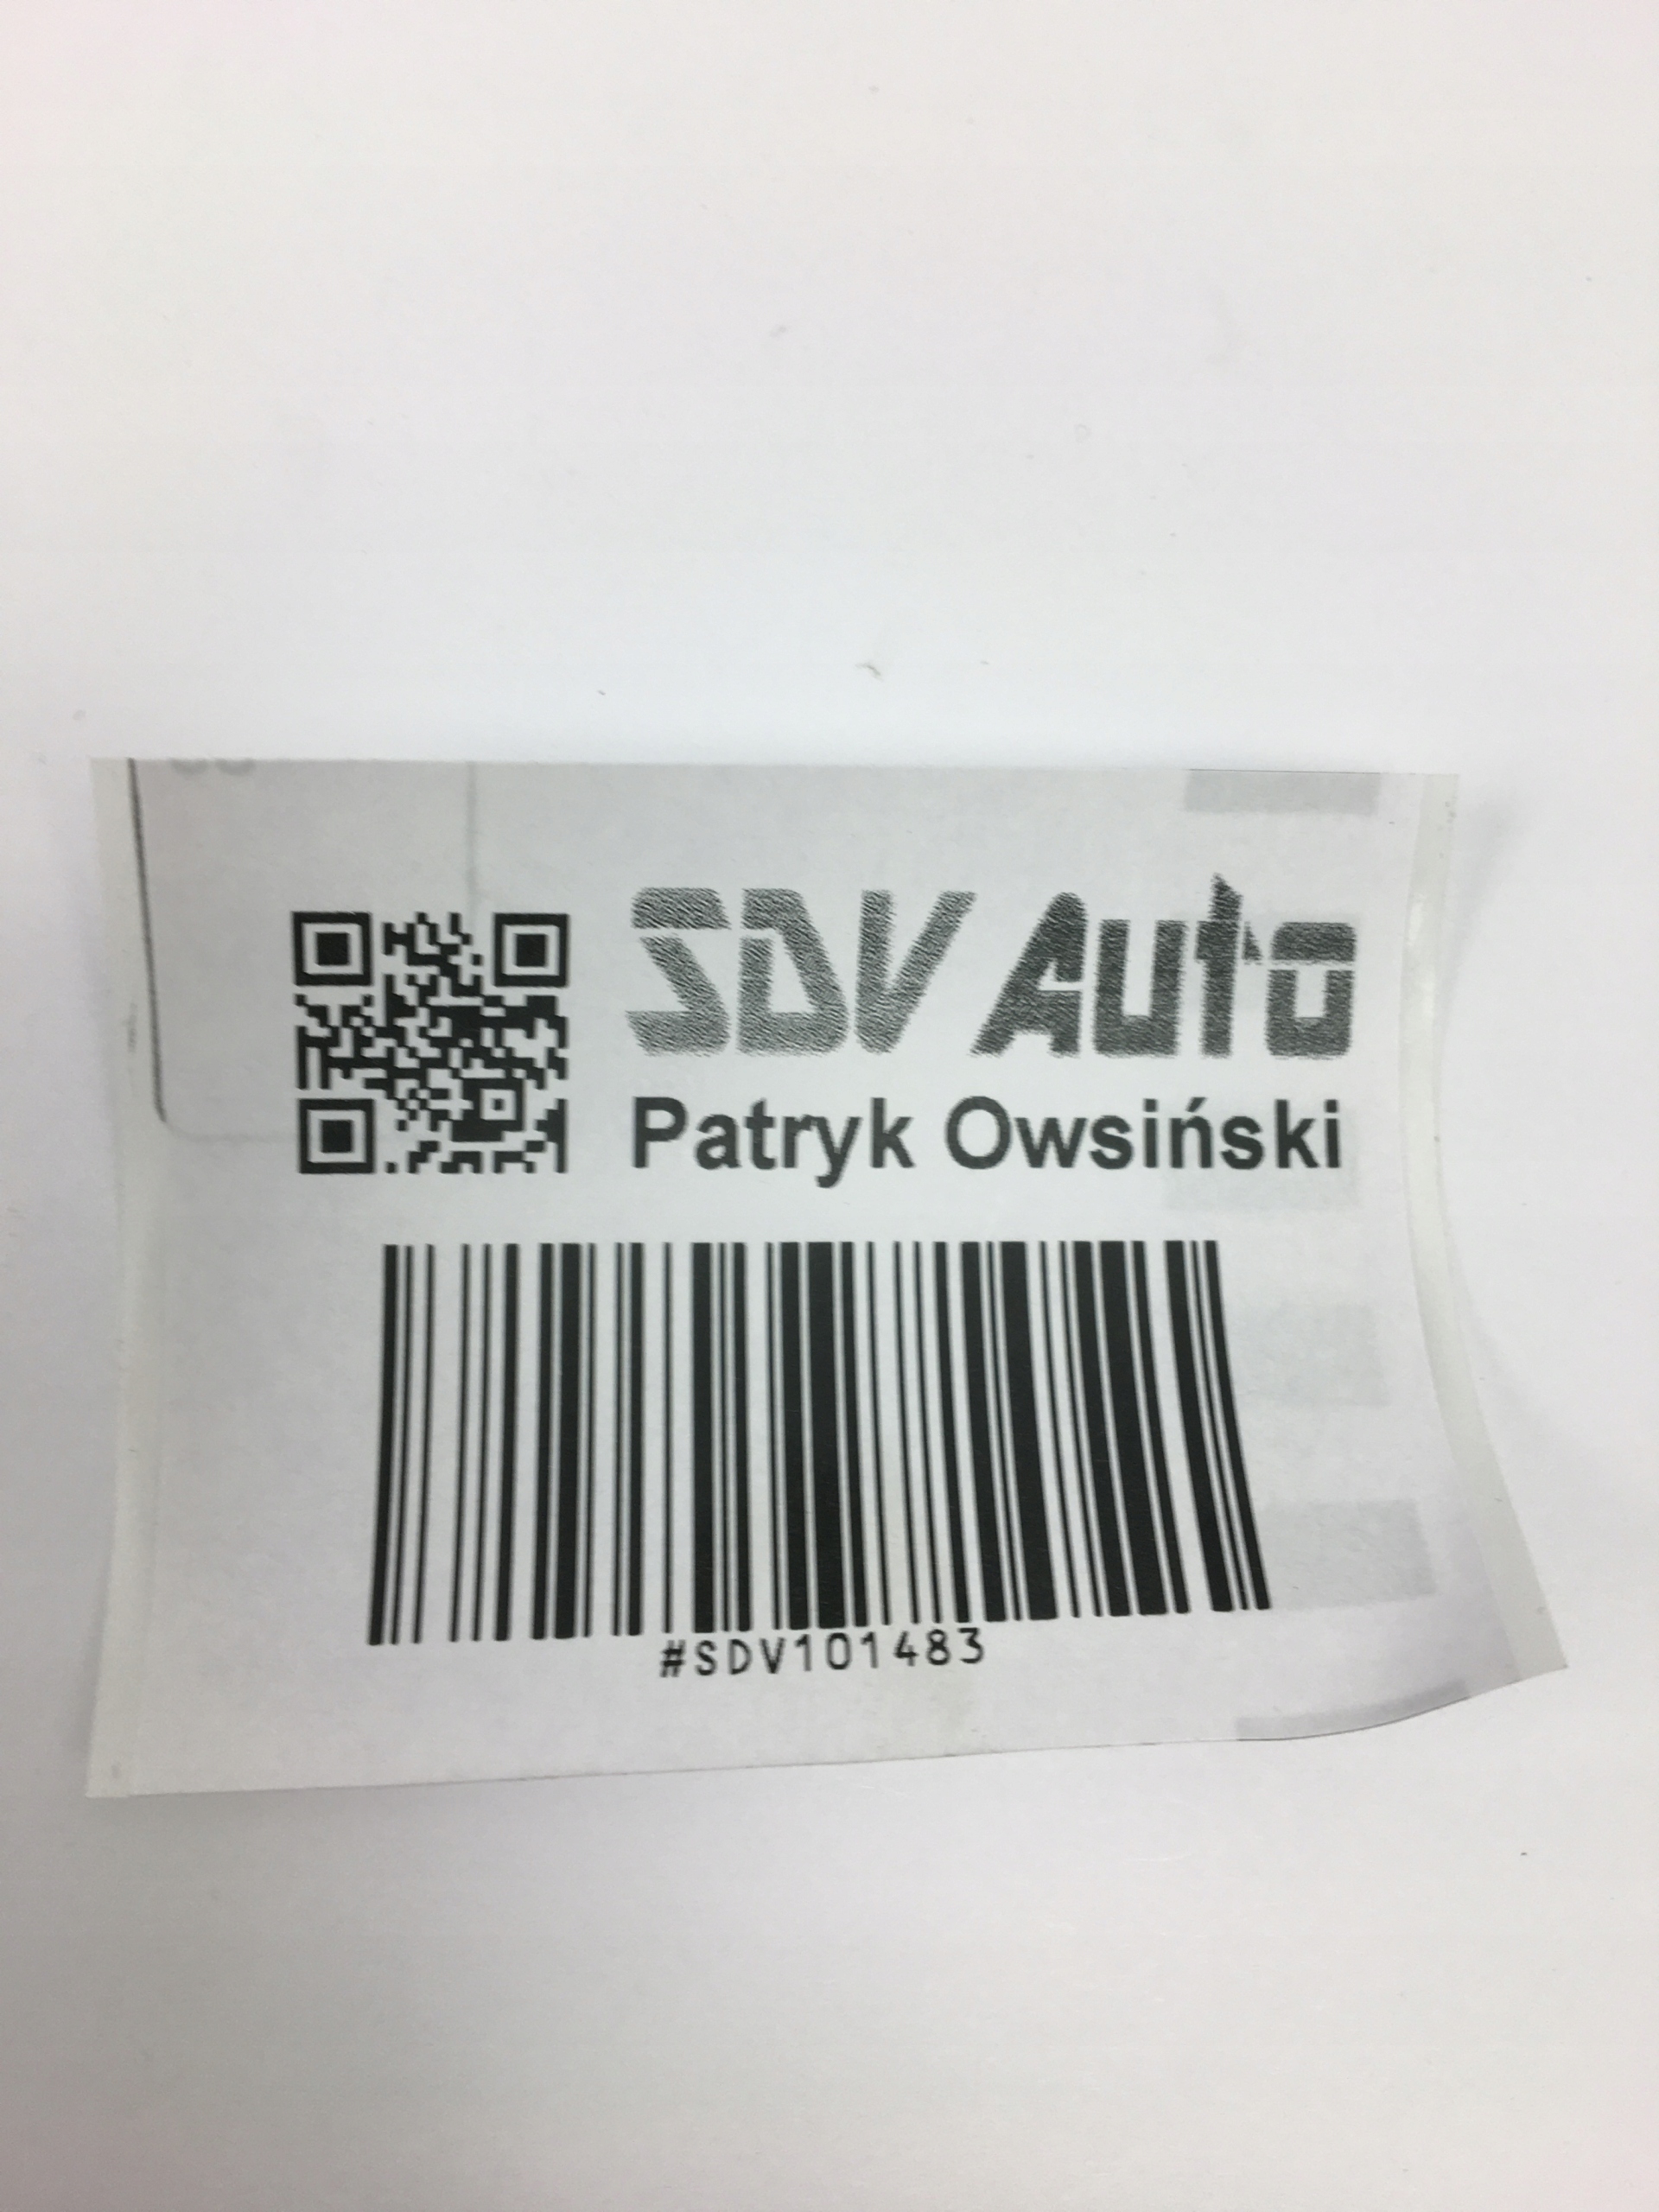 SDV Auto
Patryk Owsiński
#SDV101483